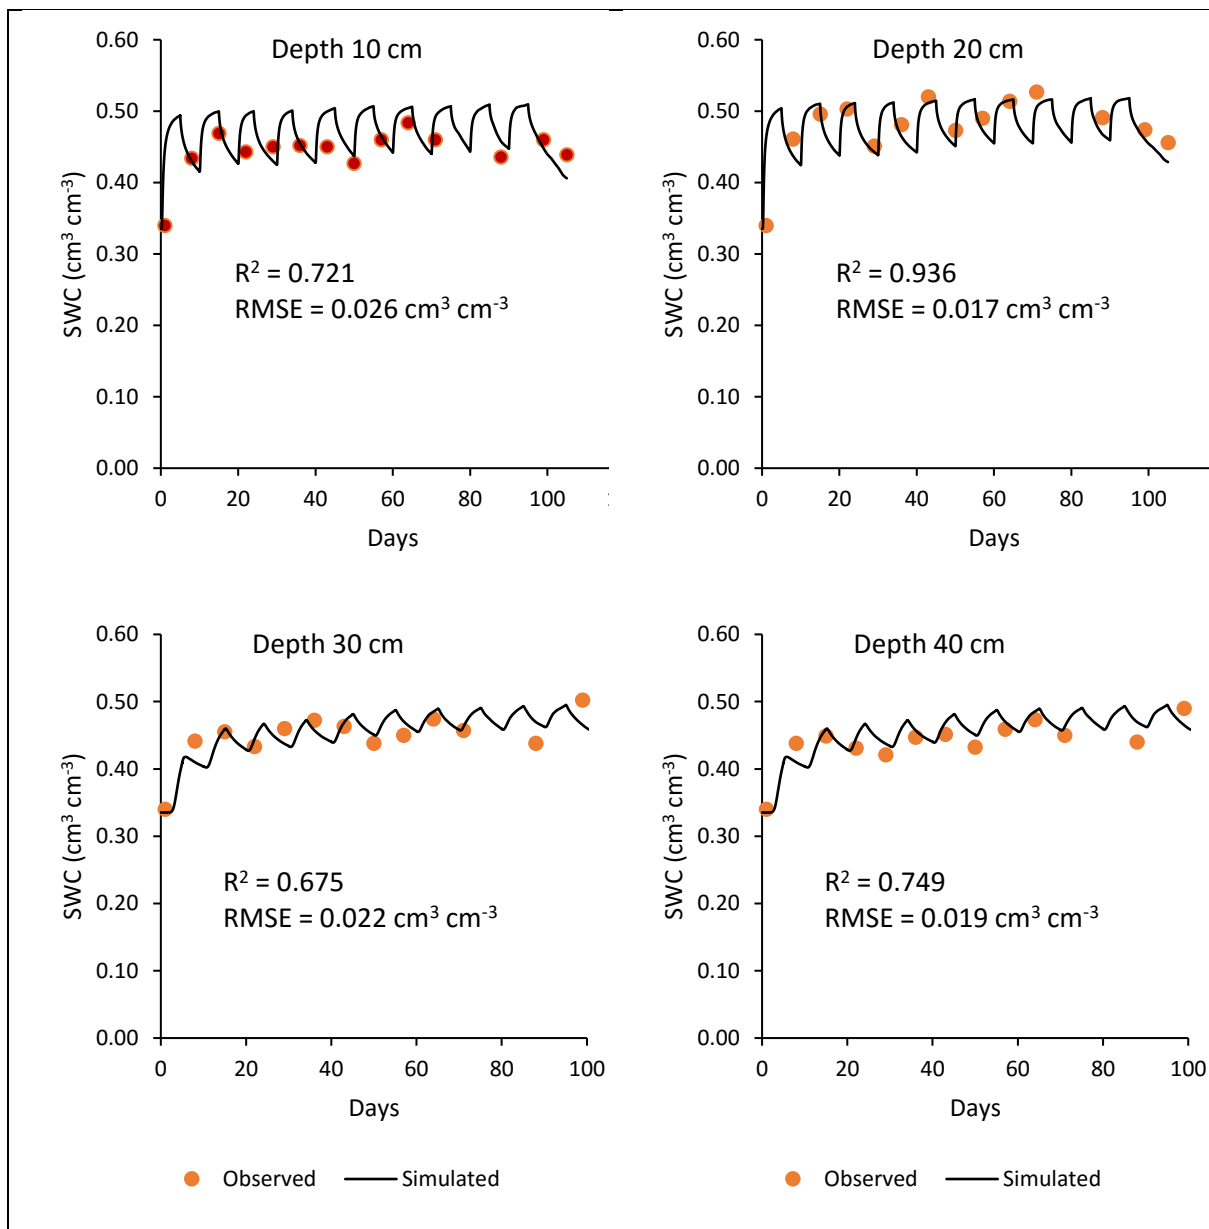 Depth 10 cm
0.60
0.50
0.40
0.30
0.20
0.10
0.00
SWC (cm³ cm⁻³)
R² = 0.721
RMSE = 0.026 cm³ cm⁻³
0 20 40 60 80 100
Days
Depth 20 cm
0.60
0.50
0.40
0.30
0.20
0.10
0.00
SWC (cm³ cm⁻³)
R² = 0.936
RMSE = 0.017 cm³ cm⁻³
0 20 40 60 80 100
Days
Depth 30 cm
0.60
0.50
0.40
0.30
0.20
0.10
0.00
SWC (cm³ cm⁻³)
R² = 0.675
RMSE = 0.022 cm³ cm⁻³
0 20 40 60 80 100
Days
Depth 40 cm
0.60
0.50
0.40
0.30
0.20
0.10
0.00
SWC (cm³ cm⁻³)
R² = 0.749
RMSE = 0.019 cm³ cm⁻³
0 20 40 60 80 100
Days
Observed Simulated
Observed Simulated